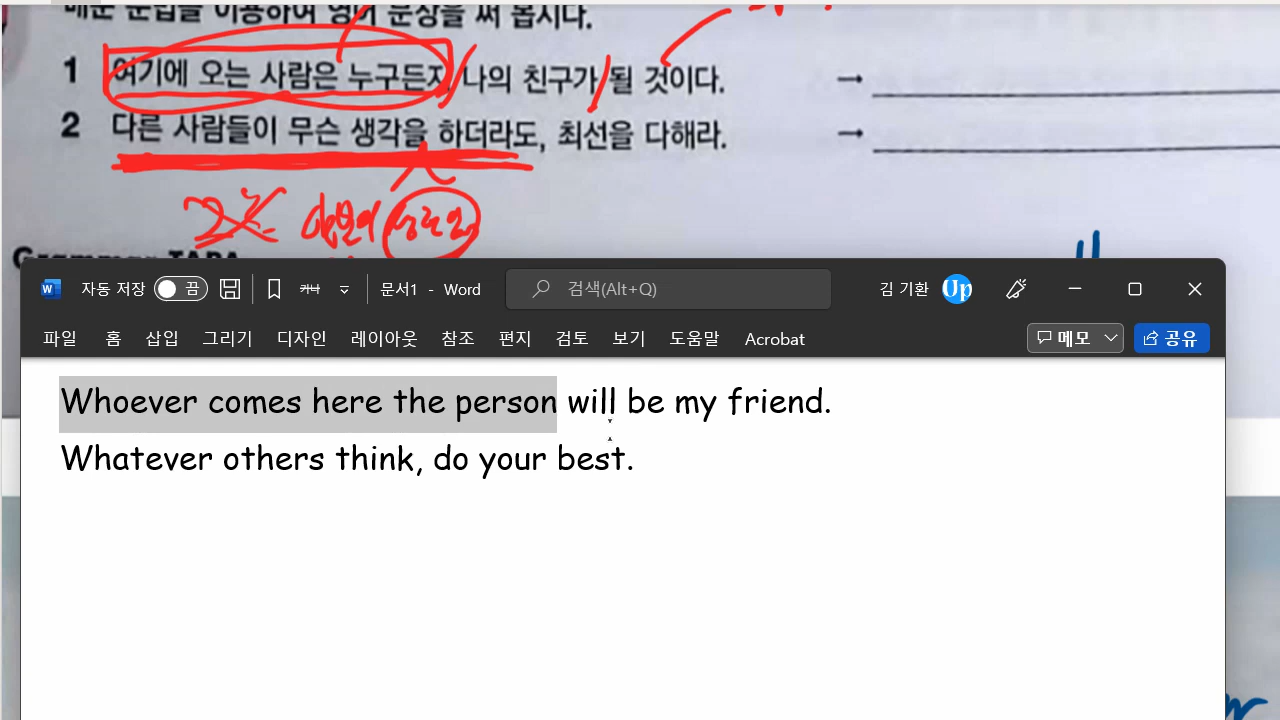 배운 문법을 이용하여 영어 문장을 써 봅시다.
1 여기에 오는 사람은 누구든지 나의 친구가 될 것이다. →
2 다른 사람들이 무슨 생각을 하더라도, 최선을 다해라. →
자동 저장 끔 문서1 - Word 검색(Alt+Q) 김 기환 Up
파일 홈 삽입 그리기 디자인 레이아웃 참조 편지 검토 보기 도움말 Acrobat 메모 공유
Whoever comes here the person will be my friend.
Whatever others think, do your best.